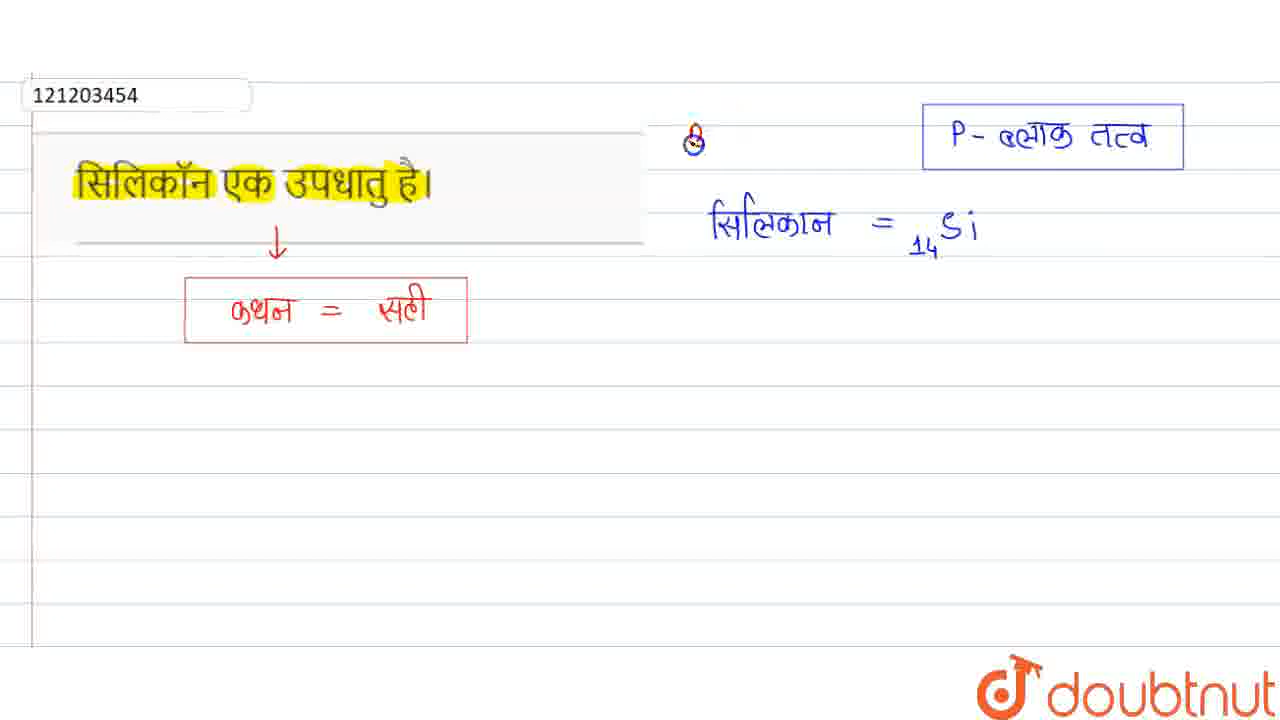 121203454
सिलिकॉन एक उपधातु है।
कथन = सही
P - ब्लाक तत्व
सिलिकान = ₁₄Si
doubtnut